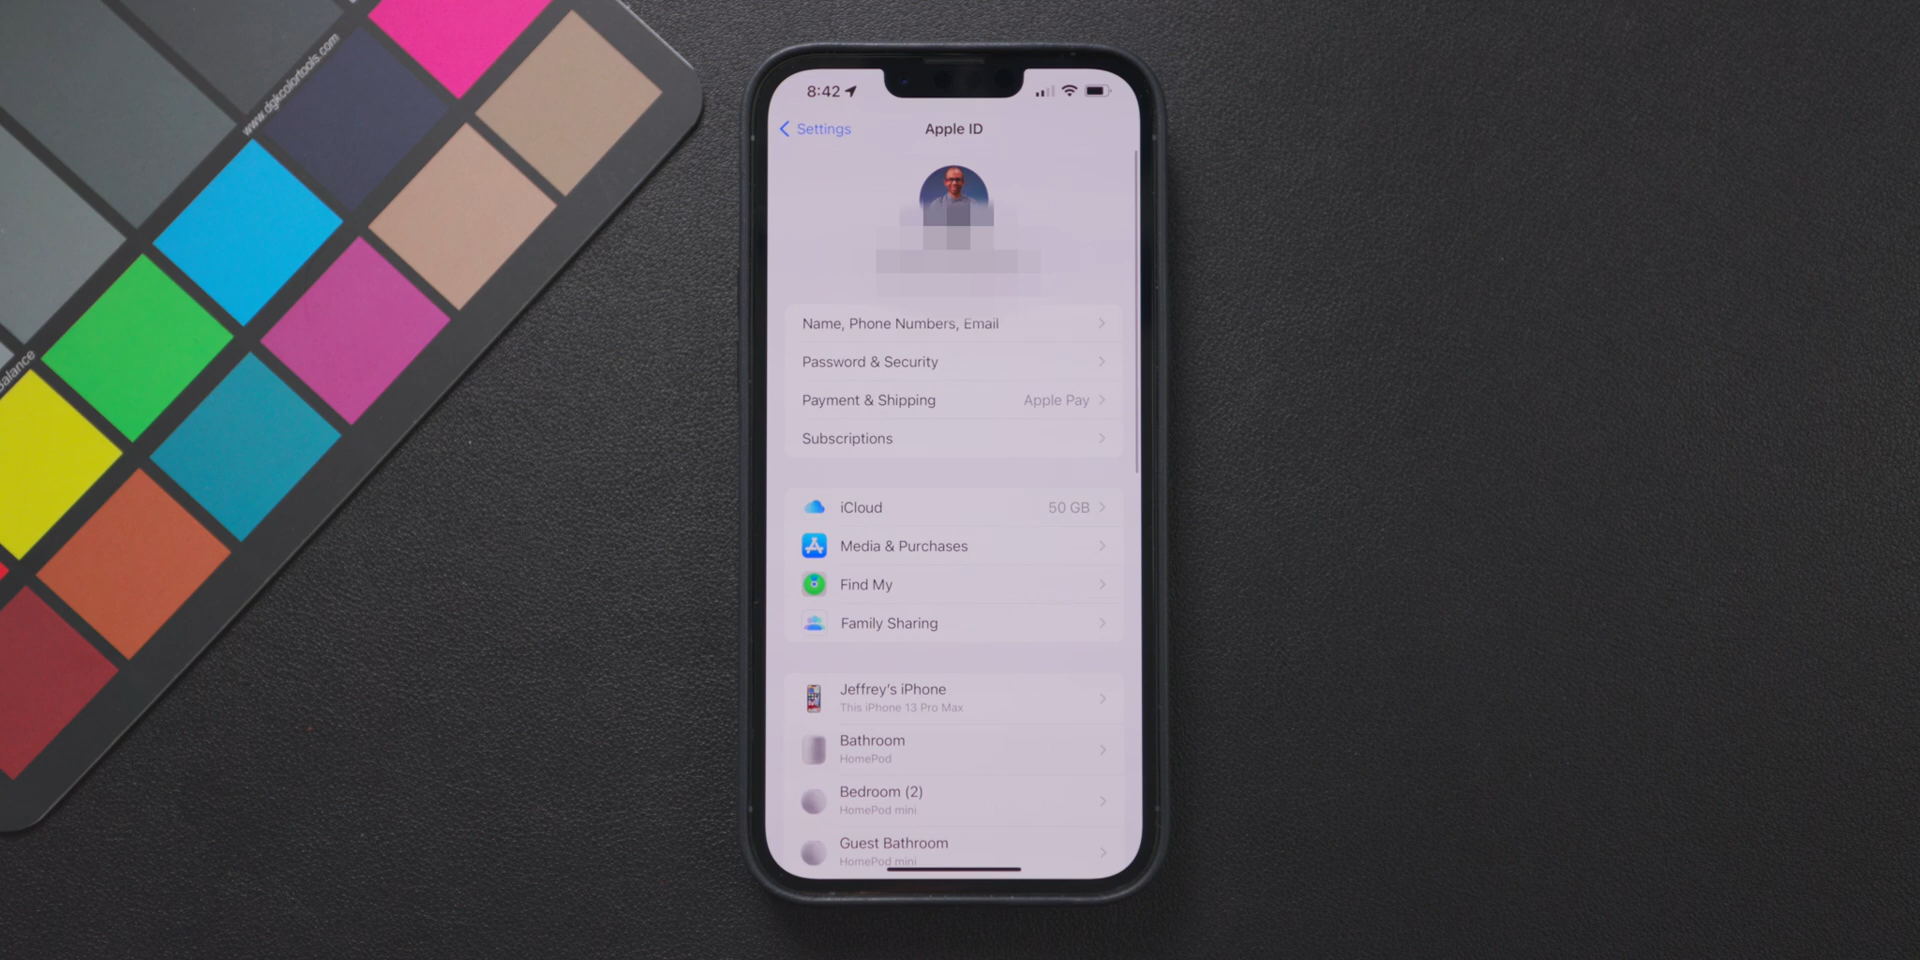 www.dgkcolortools.com
Balance
8:42
Settings
Apple ID
Name, Phone Numbers, Email
Password & Security
Payment & Shipping Apple Pay
Subscriptions
iCloud 50 GB
Media & Purchases
Find My
Family Sharing
Jeffrey's iPhone
This iPhone 13 Pro Max
Bathroom
HomePod
Bedroom (2)
HomePod mini
Guest Bathroom
HomePod mini